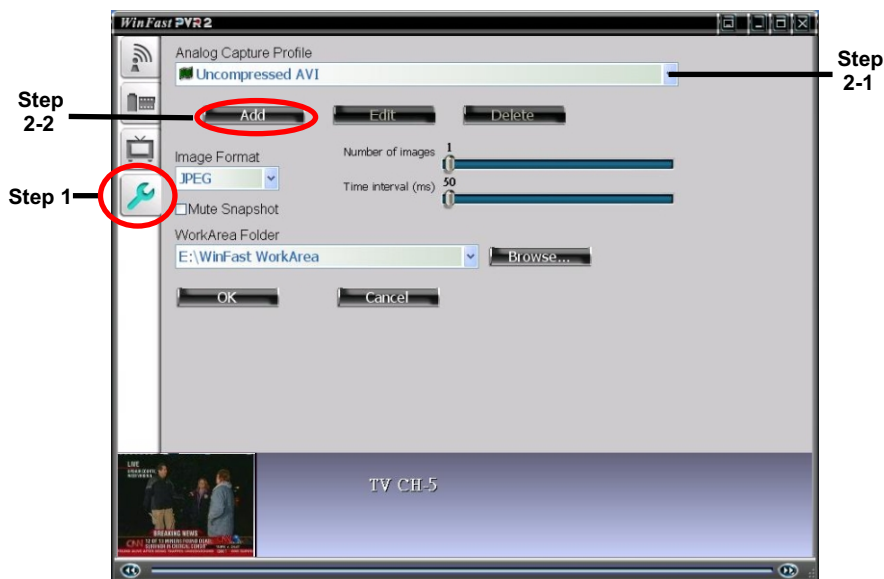 WinFast PVR2
Analog Capture Profile
Uncompressed AVI
Step
2-1
Step
2-2
Add
Edit
Delete
Image Format
Number of images
1
JPEG
Time interval (ms)
50
Step 1
Mute Snapshot
WorkArea Folder
E:\WinFast WorkArea
Browse...
OK
Cancel
LIVE
TV CH-5
BREAKING NEWS
CNN